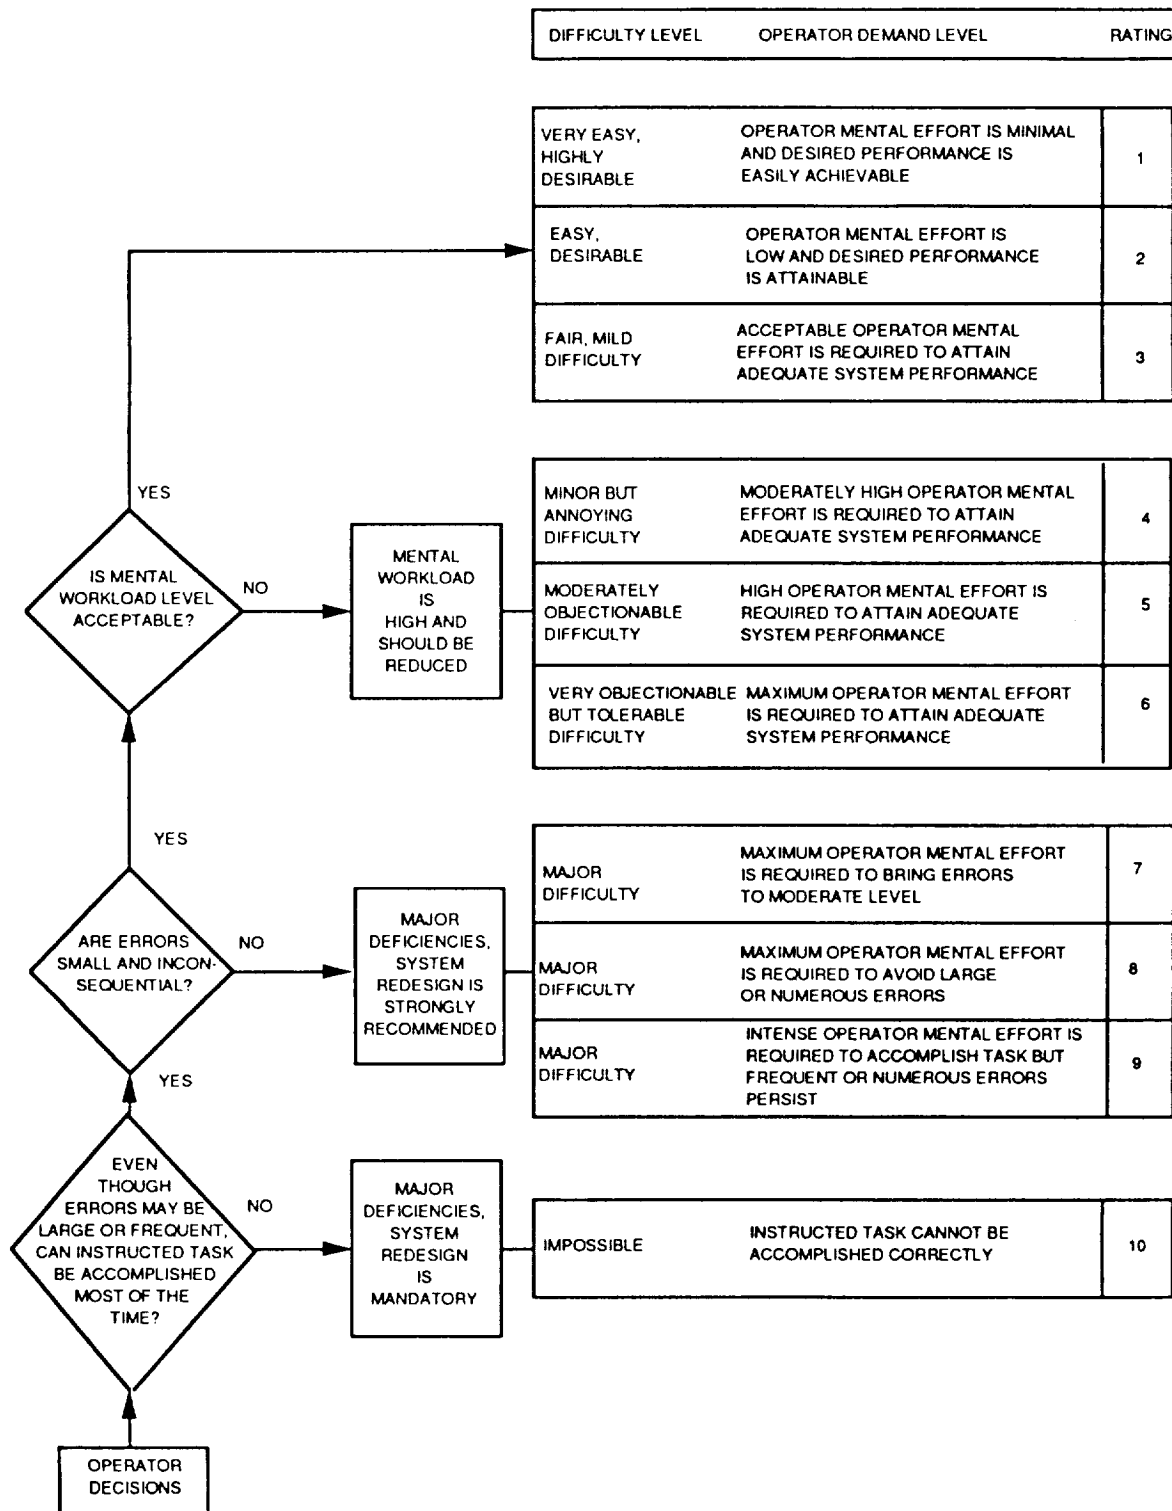 DIFFICULTY LEVEL OPERATOR DEMAND LEVEL RATING
VERY EASY,
HIGHLY
DESIRABLE
OPERATOR MENTAL EFFORT IS MINIMAL
AND DESIRED PERFORMANCE IS
EASILY ACHIEVABLE
1
EASY,
DESIRABLE
OPERATOR MENTAL EFFORT IS
LOW AND DESIRED PERFORMANCE
IS ATTAINABLE
2
FAIR, MILD
DIFFICULTY
ACCEPTABLE OPERATOR MENTAL
EFFORT IS REQUIRED TO ATTAIN
ADEQUATE SYSTEM PERFORMANCE
3
YES
IS MENTAL
WORKLOAD LEVEL
ACCEPTABLE?
NO
MENTAL
WORKLOAD
IS
HIGH AND
SHOULD BE
REDUCED
MINOR BUT
ANNOYING
DIFFICULTY
MODERATELY HIGH OPERATOR MENTAL
EFFORT IS REQUIRED TO ATTAIN
ADEQUATE SYSTEM PERFORMANCE
4
MODERATELY
OBJECTIONABLE
DIFFICULTY
HIGH OPERATOR MENTAL EFFORT IS
REQUIRED TO ATTAIN ADEQUATE
SYSTEM PERFORMANCE
5
VERY OBJECTIONABLE
BUT TOLERABLE
DIFFICULTY
MAXIMUM OPERATOR MENTAL EFFORT
IS REQUIRED TO ATTAIN ADEQUATE
SYSTEM PERFORMANCE
6
YES
ARE ERRORS
SMALL AND INCON-
SEQUENTIAL?
NO
MAJOR
DEFICIENCIES,
SYSTEM
REDESIGN IS
STRONGLY
RECOMMENDED
MAJOR
DIFFICULTY
MAXIMUM OPERATOR MENTAL EFFORT
IS REQUIRED TO BRING ERRORS
TO MODERATE LEVEL
7
MAJOR
DIFFICULTY
MAXIMUM OPERATOR MENTAL EFFORT
IS REQUIRED TO AVOID LARGE
OR NUMEROUS ERRORS
8
MAJOR
DIFFICULTY
INTENSE OPERATOR MENTAL EFFORT IS
REQUIRED TO ACCOMPLISH TASK BUT
FREQUENT OR NUMEROUS ERRORS
PERSIST
9
YES
EVEN
THOUGH
ERRORS MAY BE
LARGE OR FREQUENT,
CAN INSTRUCTED TASK
BE ACCOMPLISHED
MOST OF THE
TIME?
NO
MAJOR
DEFICIENCIES,
SYSTEM
REDESIGN
IS
MANDATORY
IMPOSSIBLE
INSTRUCTED TASK CANNOT BE
ACCOMPLISHED CORRECTLY
10
OPERATOR
DECISIONS